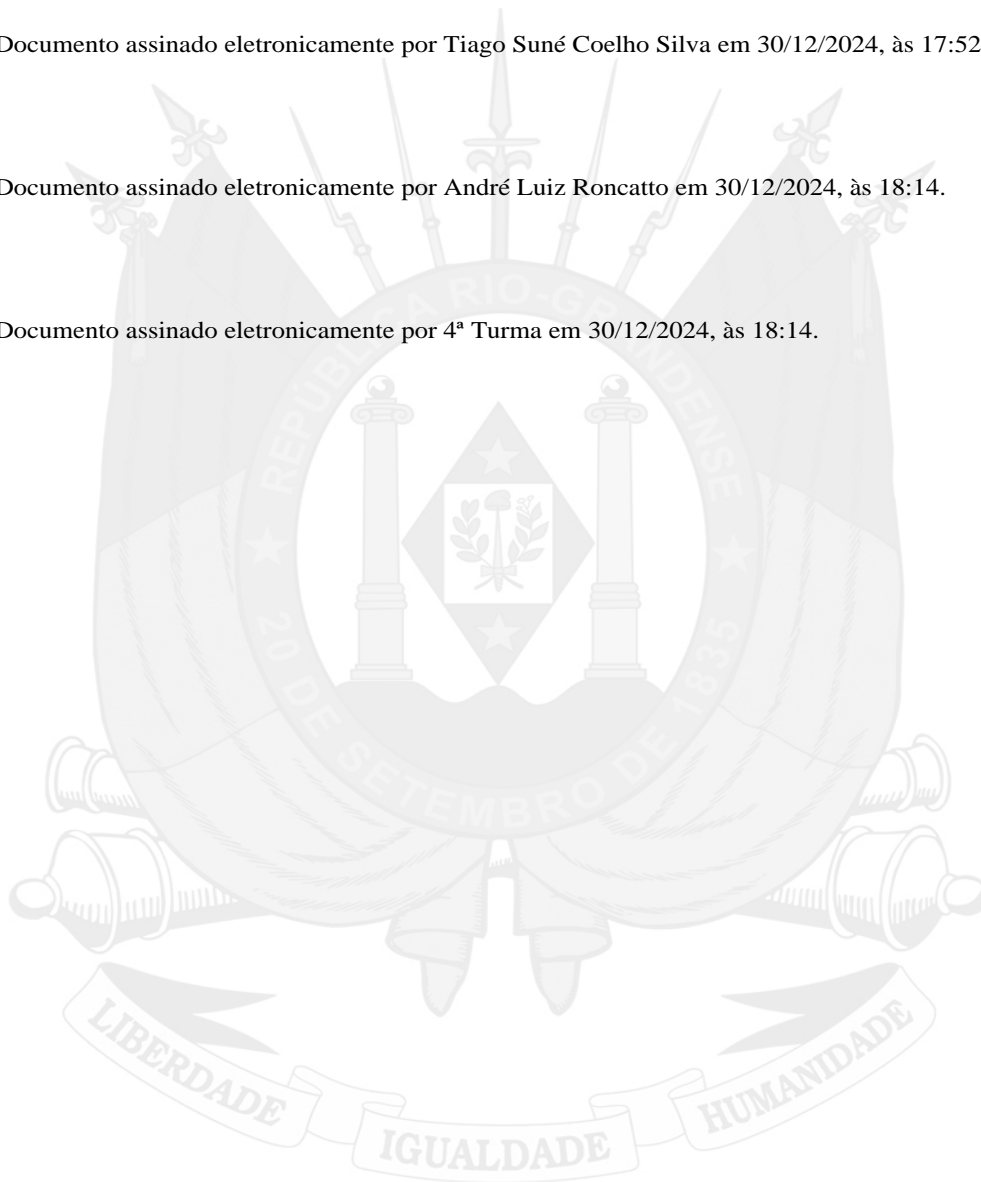 Documento assinado eletronicamente por Tiago Suné Coelho Silva em 30/12/2024, às 17:52
Documento assinado eletronicamente por André Luiz Roncatto em 30/12/2024, às 18:14.
Documento assinado eletronicamente por 4ª Turma em 30/12/2024, às 18:14.
REPÚBLICA RIO-GRANDENSE
★ 20 DE SETEMBRO DE 1835 ★
LIBERDADE
IGUALDADE
HUMANIDADE